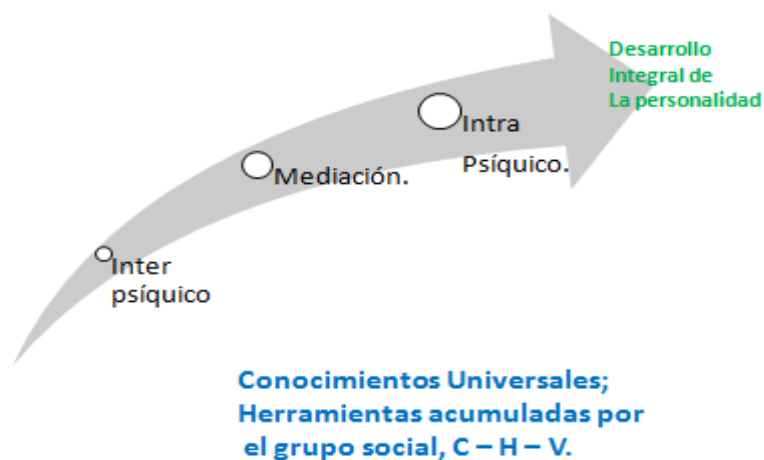 Desarrollo
Integral de
La personalidad
Intra
Psíquico.
Mediación.
Inter
psíquico
Conocimientos Universales;
Herramientas acumuladas por
el grupo social, C – H – V.